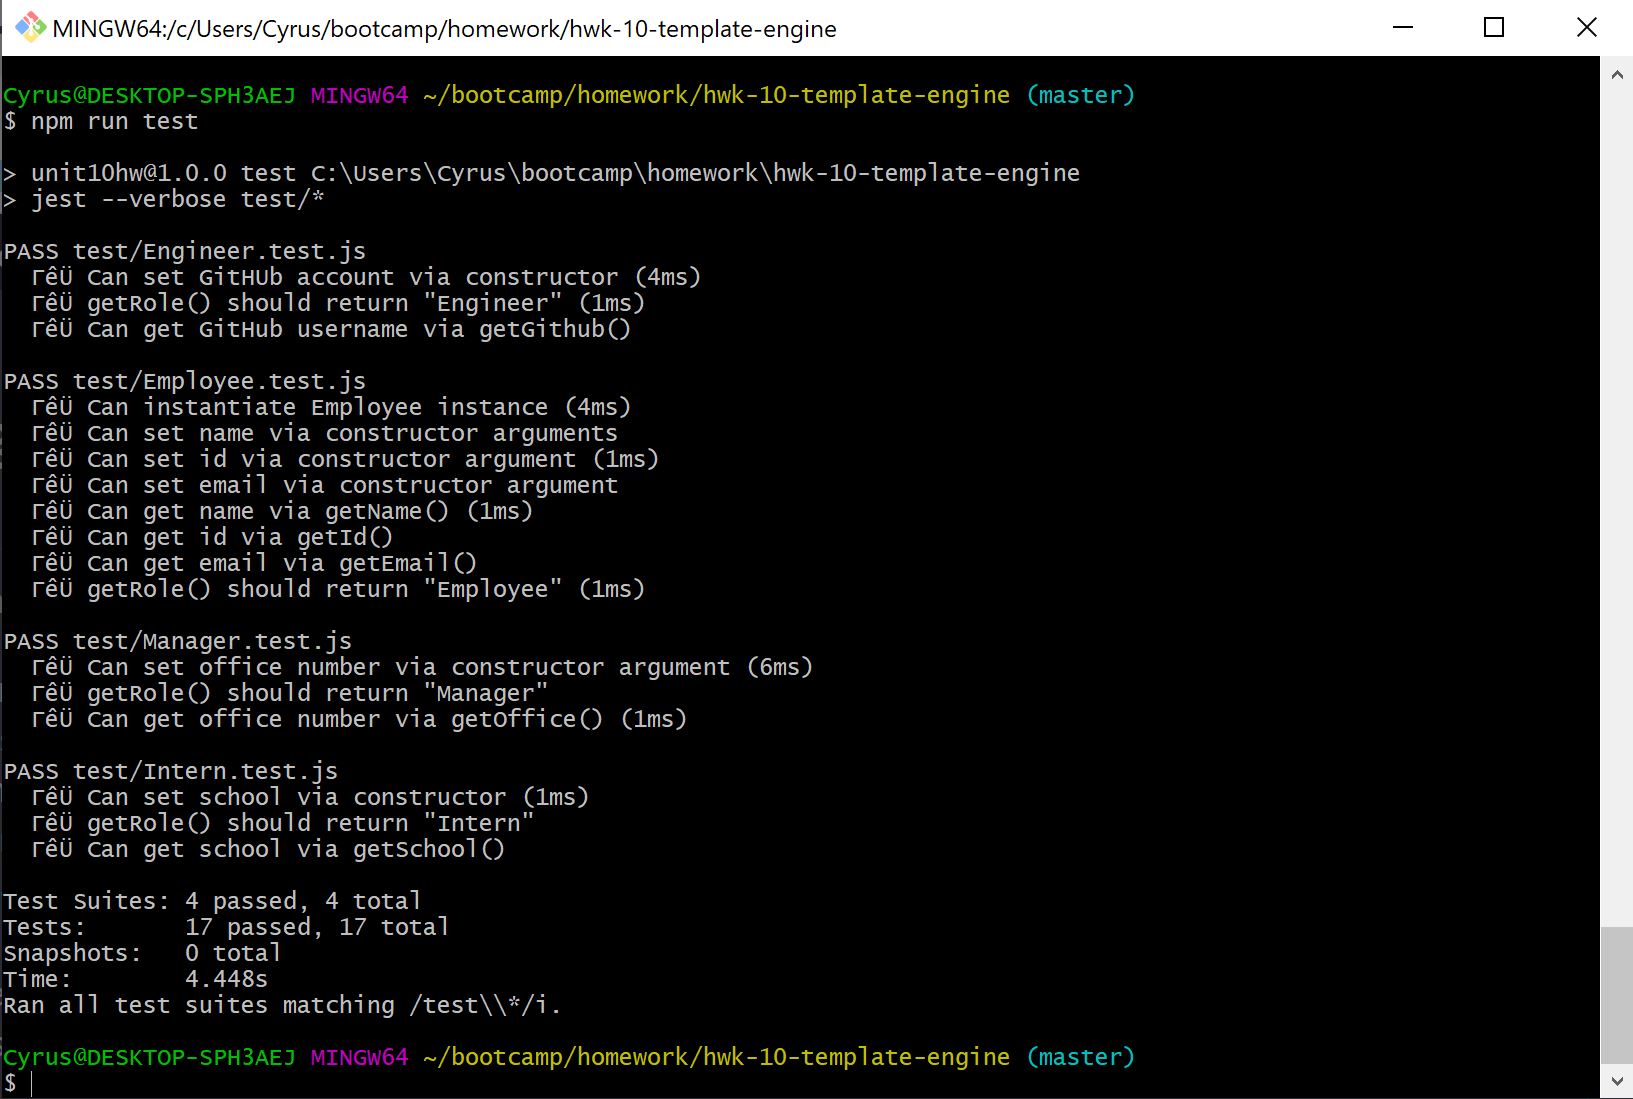 MINGW64:/c/Users/Cyrus/bootcamp/homework/hwk-10-template-engine
Cyrus@DESKTOP-SPH3AEJ MINGW64 ~/bootcamp/homework/hwk-10-template-engine (master)
$ npm run test
> unit10hw@1.0.0 test C:\Users\Cyrus\bootcamp\homework\hwk-10-template-engine
> jest --verbose test/*
PASS test/Engineer.test.js
ΓêÜ Can set GitHUb account via constructor (4ms)
ΓêÜ getRole() should return "Engineer" (1ms)
ΓêÜ Can get GitHub username via getGithub()
PASS test/Employee.test.js
ΓêÜ Can instantiate Employee instance (4ms)
ΓêÜ Can set name via constructor arguments
ΓêÜ Can set id via constructor argument (1ms)
ΓêÜ Can set email via constructor argument
ΓêÜ Can get name via getName() (1ms)
ΓêÜ Can get id via getId()
ΓêÜ Can get email via getEmail()
ΓêÜ getRole() should return "Employee" (1ms)
PASS test/Manager.test.js
ΓêÜ Can set office number via constructor argument (6ms)
ΓêÜ getRole() should return "Manager"
ΓêÜ Can get office number via getOffice() (1ms)
PASS test/Intern.test.js
ΓêÜ Can set school via constructor (1ms)
ΓêÜ getRole() should return "Intern"
ΓêÜ Can get school via getSchool()
Test Suites: 4 passed, 4 total
Tests:       17 passed, 17 total
Snapshots:   0 total
Time:        4.448s
Ran all test suites matching /test\\*/i.
Cyrus@DESKTOP-SPH3AEJ MINGW64 ~/bootcamp/homework/hwk-10-template-engine (master)
$